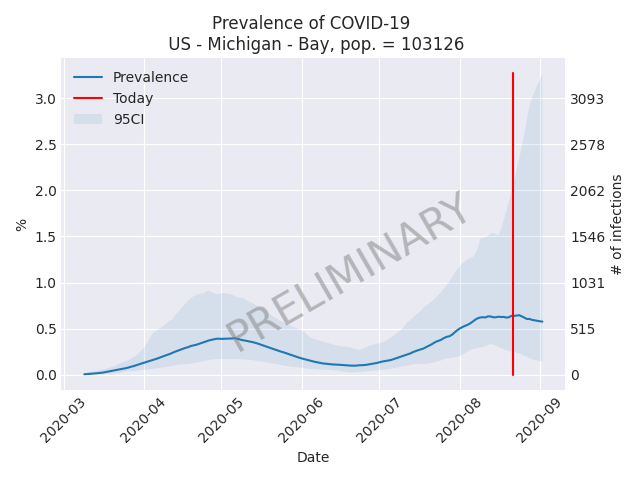 Prevalence of COVID-19
US - Michigan - Bay, pop. = 103126
Prevalence
Today
95CI
3.0
2.5
2.0
1.5
1.0
0.5
0.0
%
3093
2578
2062
1546
1031
515
0
# of infections
PRELIMINARY
2020-03
2020-04
2020-05
2020-06
2020-07
2020-08
2020-09
Date